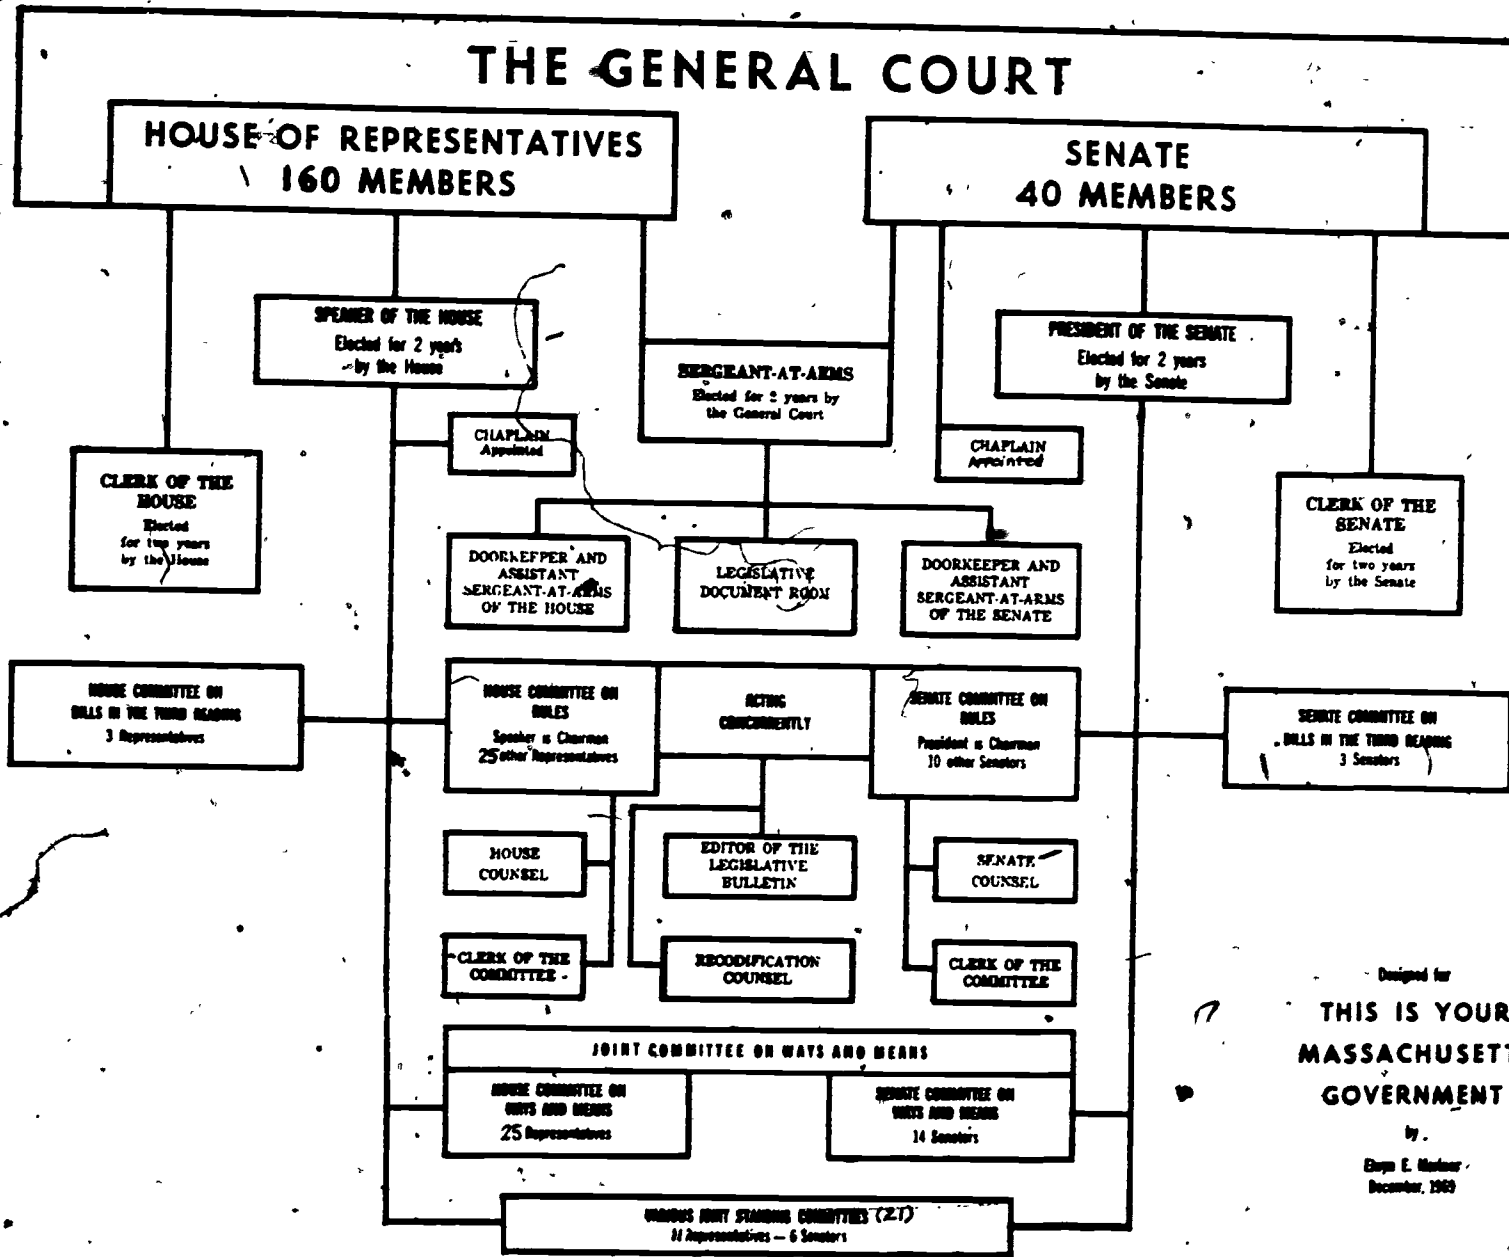 THE GENERAL COURT
HOUSE OF REPRESENTATIVES
160 MEMBERS
SENATE
40 MEMBERS
SPEAKER OF THE HOUSE
Elected for 2 years
by the House
SERGEANT-AT-ARMS
Elected for 2 years by
the General Court
PRESIDENT OF THE SENATE
Elected for 2 years
by the Senate
CHAPLAIN
Appointed
CHAPLAIN
Appointed
CLERK OF THE
HOUSE
Elected
for two years
by the House
CLERK OF THE
SENATE
Elected
for two years
by the Senate
DOORKEEPER AND
ASSISTANT
SERGEANT-AT-ARMS
OF THE HOUSE
LEGISLATIVE
DOCUMENT ROOM
DOORKEEPER AND
ASSISTANT
SERGEANT-AT-ARMS
OF THE SENATE
HOUSE COMMITTEE ON
BILLS IN THE THIRD READING
3 Representatives
HOUSE COMMITTEE ON
RULES
Speaker is Chairman
25 other Representatives
ACTING
CONCURRENTLY
SENATE COMMITTEE ON
RULES
President is Chairman
10 other Senators
SENATE COMMITTEE ON
BILLS IN THE THIRD READING
3 Senators
HOUSE
COUNSEL
EDITOR OF THE
LEGISLATIVE
BULLETIN
SENATE
COUNSEL
CLERK OF THE
COMMITTEE
RECODIFICATION
COUNSEL
CLERK OF THE
COMMITTEE
JOINT COMMITTEE ON WAYS AND MEANS
HOUSE COMMITTEE ON
WAYS AND MEANS
25 Representatives
SENATE COMMITTEE ON
WAYS AND MEANS
14 Senators
VARIOUS JOINT STANDING COMMITTEES (21)
Representatives — 6 Senators
Designed for
THIS IS YOUR
MASSACHUSETT
GOVERNMENT
by
E.
December, 1969